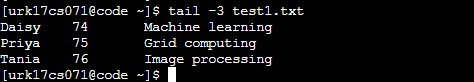 [urk17cs071@code ~]$ tail -3 test1.txt
Daisy   74      Machine learning
Priya   75      Grid computing
Tania   76      Image processing
[urk17cs071@code ~]$